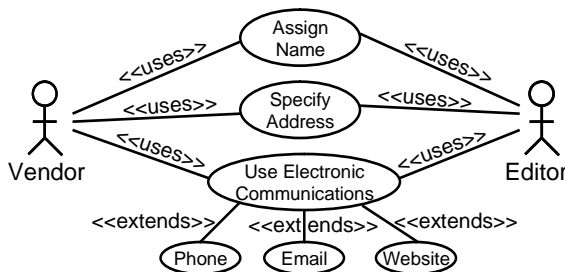 Assign
Name
<<uses>>
<<uses>>
Specify
Address
<<uses>>
<<uses>>
Vendor
Editor
<<uses>>
<<uses>>
Use Electronic
Communications
<<extends>>
<<extends>>
<<extends>>
Phone
Email
Website